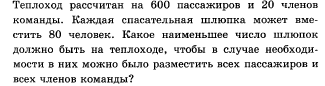 Теплоход рассчитан на 600 пассажиров и 20 членов
команды. Каждая спасательная шлюпка может вме-
стить 80 человек. Какое наименьшее число шлюпок
должно быть на теплоходе, чтобы в случае необходи-
мости в них можно было разместить всех пассажиров и
всех членов команды?